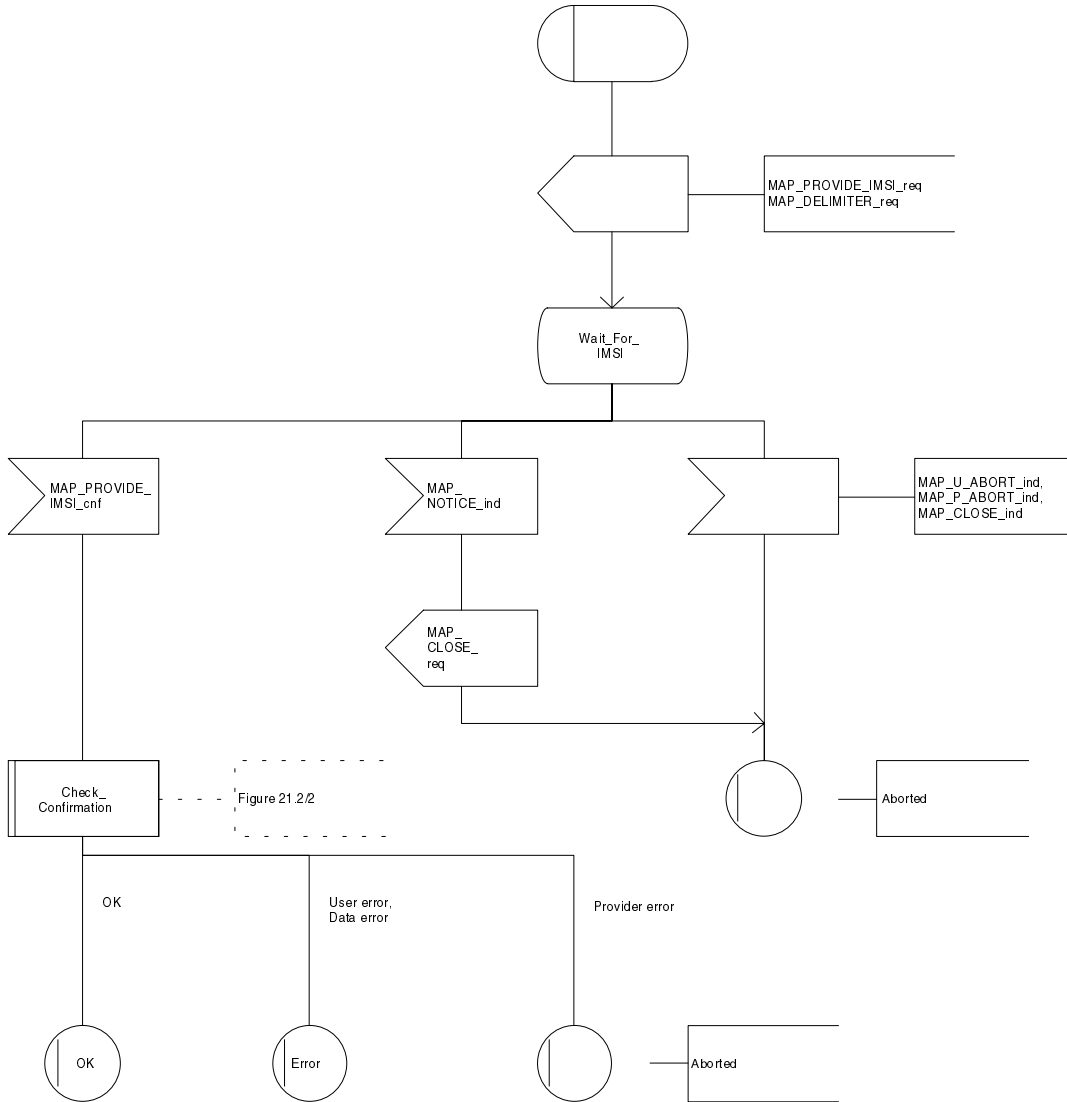 MAP_PROVIDE_IMSI_req
MAP_DELIMITER_req
Wait_For_
IMSI
MAP_PROVIDE_
IMSI_cnf
MAP_
NOTICE_ind
MAP_U_ABORT_ind,
MAP_P_ABORT_ind,
MAP_CLOSE_ind
MAP_
CLOSE_
req
Check_
Confirmation
Figure 21.2/2
Aborted
OK
User error,
Data error
Provider error
OK
Error
Aborted